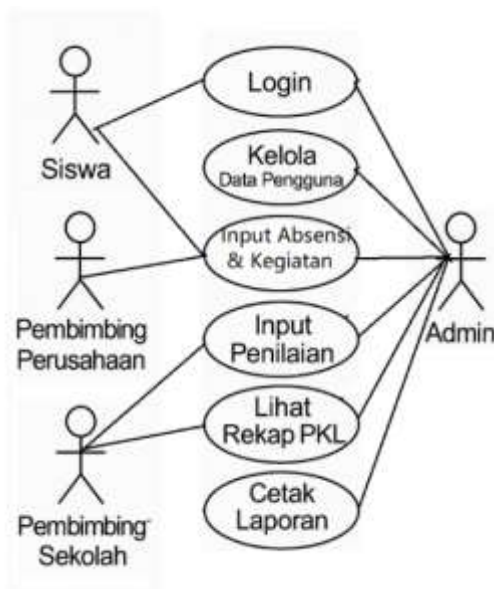 Login
Siswa
Kelola
Data Pengguna
Input Absensi
& Kegiatan
Pembimbing
Perusahaan
Input
Penilaian
Admin
Lihat
Rekap PKL
Cetak
Laporan
Pembimbing
Sekolah